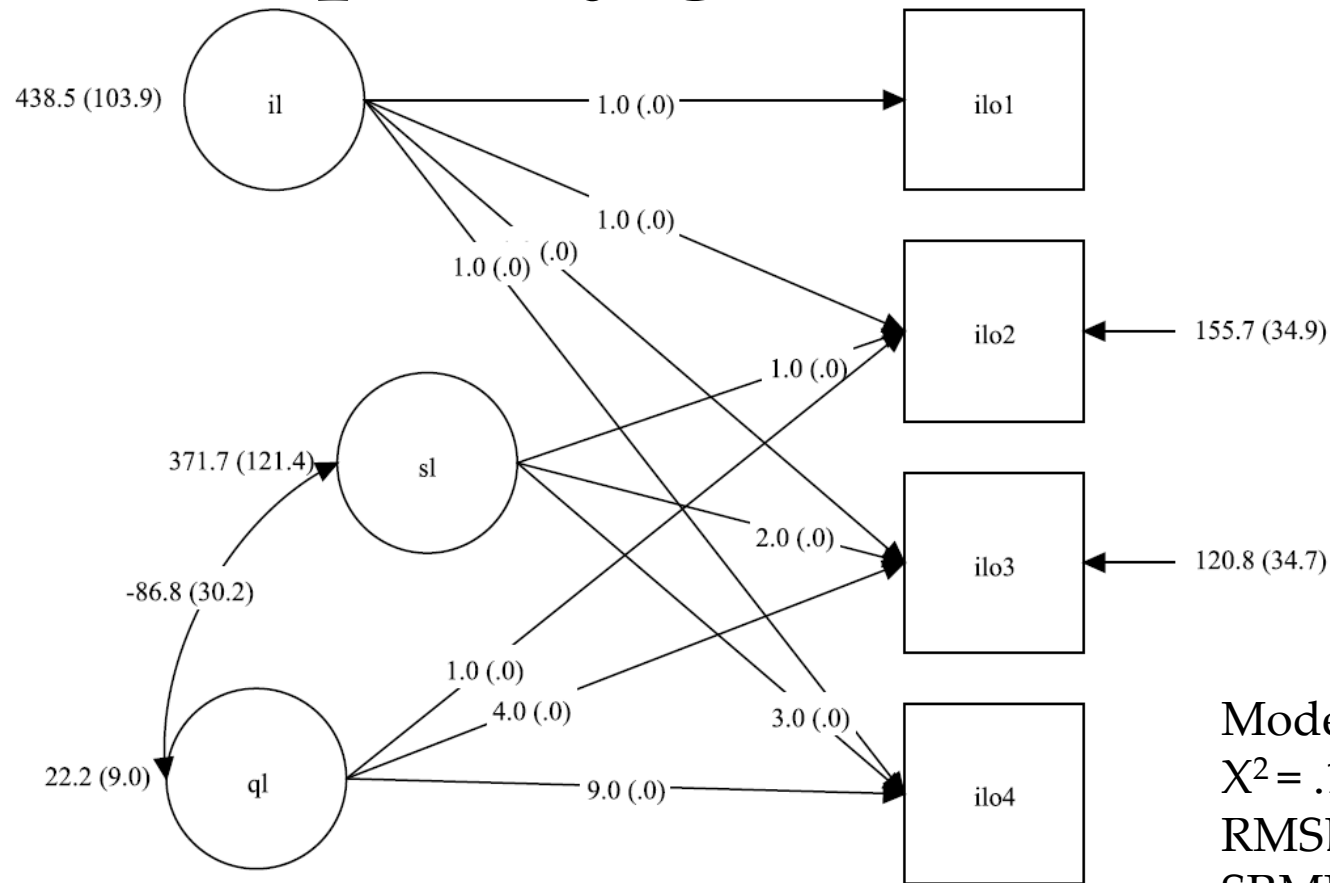 438.5 (103.9)
il
1.0 (.0)
ilo1
1.0 (.0)
(.0)
1.0 (.0)
ilo2
155.7 (34.9)
1.0 (.0)
371.7 (121.4)
sl
2.0 (.0)
ilo3
120.8 (34.7)
-86.8 (30.2)
1.0 (.0)
4.0 (.0)
3.0 (.0)
22.2 (9.0)
ql
9.0 (.0)
ilo4
X² =